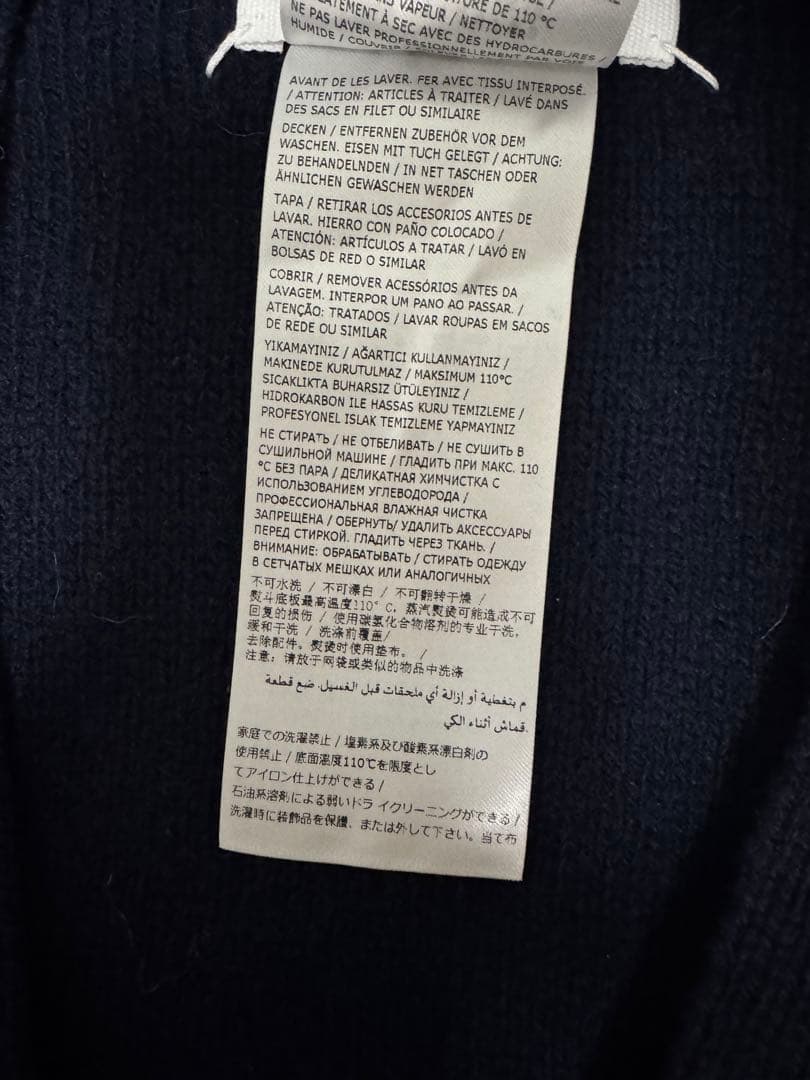 TURE DE 110 °C
NS VAPEUR / NETTOYER
LATEMENT À SEC AVEC DES HYDROCARBURES /
NE PAS LAVER PROFESSIONNELLEMENT PAR VOIE
HUMIDE / COUVRIR
AVANT DE LES LAVER. FER AVEC TISSU INTERPOSÉ.
/ ATTENTION: ARTICLES À TRAITER / LAVÉ DANS
DES SACS EN FILET OU SIMILAIRE
DECKEN / ENTFERNEN ZUBEHÖR VOR DEM
WASCHEN. EISEN MIT TUCH GELEGT / ACHTUNG:
ZU BEHANDELNDEN / IN NET TASCHEN ODER
ÄHNLICHEN GEWASCHEN WERDEN
TAPA / RETIRAR LOS ACCESORIOS ANTES DE
LAVAR. HIERRO CON PAÑO COLOCADO /
ATENCIÓN: ARTÍCULOS A TRATAR / LAVÓ EN
BOLSAS DE RED O SIMILAR
COBRIR / REMOVER ACESSÓRIOS ANTES DA
LAVAGEM. INTERPOR UM PANO AO PASSAR. /
ATENÇÃO: TRATADOS / LAVAR ROUPAS EM SACOS
DE REDE OU SIMILAR
YIKAMAYINIZ / AĞARTICI KULLANMAYINIZ /
MAKINEDE KURUTULMAZ / MAKSIMUM 110°C
SICAKLIKTA BUHARSIZ ÜTÜLEYINIZ /
HIDROKARBON ILE HASSAS KURU TEMIZLEME /
PROFESYONEL ISLAK TEMIZLEME YAPMAYINIZ
НЕ СТИРАТЬ / НЕ ОТБЕЛИВАТЬ / НЕ СУШИТЬ В
СУШИЛЬНОЙ МАШИНЕ / ГЛАДИТЬ ПРИ МАКС. 110
°C БЕЗ ПАРА / ДЕЛИКАТНАЯ ХИМЧИСТКА С
ИСПОЛЬЗОВАНИЕМ УГЛЕВОДОРОДА /
ПРОФЕССИОНАЛЬНАЯ ВЛАЖНАЯ ЧИСТКА
ЗАПРЕЩЕНА / ОБЕРНУТЬ/ УДАЛИТЬ АКСЕССУАРЫ
ПЕРЕД СТИРКОЙ. ГЛАДИТЬ ЧЕРЕЗ ТКАНЬ. /
ВНИМАНИЕ: ОБРАБАТЫВАТЬ / СТИРАТЬ ОДЕЖДУ
В СЕТЧАТЫХ МЕШКАХ ИЛИ АНАЛОГИЧНЫХ
不可水洗 / 不可漂白 / 不可翻转干燥 /
熨斗底板最高温度110° C，蒸汽熨烫可能造成不可
回复的损伤 / 使用碳氢化合物溶剂的专业干洗，
缓和干洗 / 洗涤前覆盖/
去除配件。熨烫时使用垫布。 /
注意：请放于网袋或类似的物品中洗涤
م بتغطية أو إزالة أي ملحقات قبل الغسيل. ضع قطعة
قماش أثناء الكي.
家庭での洗濯禁止 / 塩素系及び酸素系漂白剤の
使用禁止 / 底面温度110℃を限度とし
てアイロン仕上げができる /
石油系溶剤による弱いドラ イクリーニングができる /
洗濯時に装飾品を保護、または外して下さい。当て布